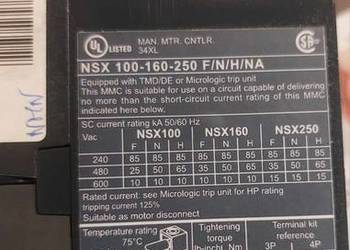 UL LISTED MAN. MTR. CNTLR. 34XL SA
NSX 100-160-250 F/N/H/NA
Equipped with TMD/DE or Micrologic trip unit
This MMC is suitable for use on a circuit capable of delivering
no more than the short-circuit current rating of this MMC
indicated here below.
SC current rating kA 50/60 Hz
Vac NSX100 NSX160 NSX250
F N H F N H F N H
240 85 85 85 85 85 85 85 85 85
480 25 50 65 35 50 65 35 50 65
600 10 10 10 10 10 10 15 15 15
Rated current: see Micrologic trip unit for HP rating
tripping current 125%
Suitable as motor disconnect
Temperature rating
75°C
Tightening
torque
lb-inchi. Nm
Terminal kit
reference
3P 4P